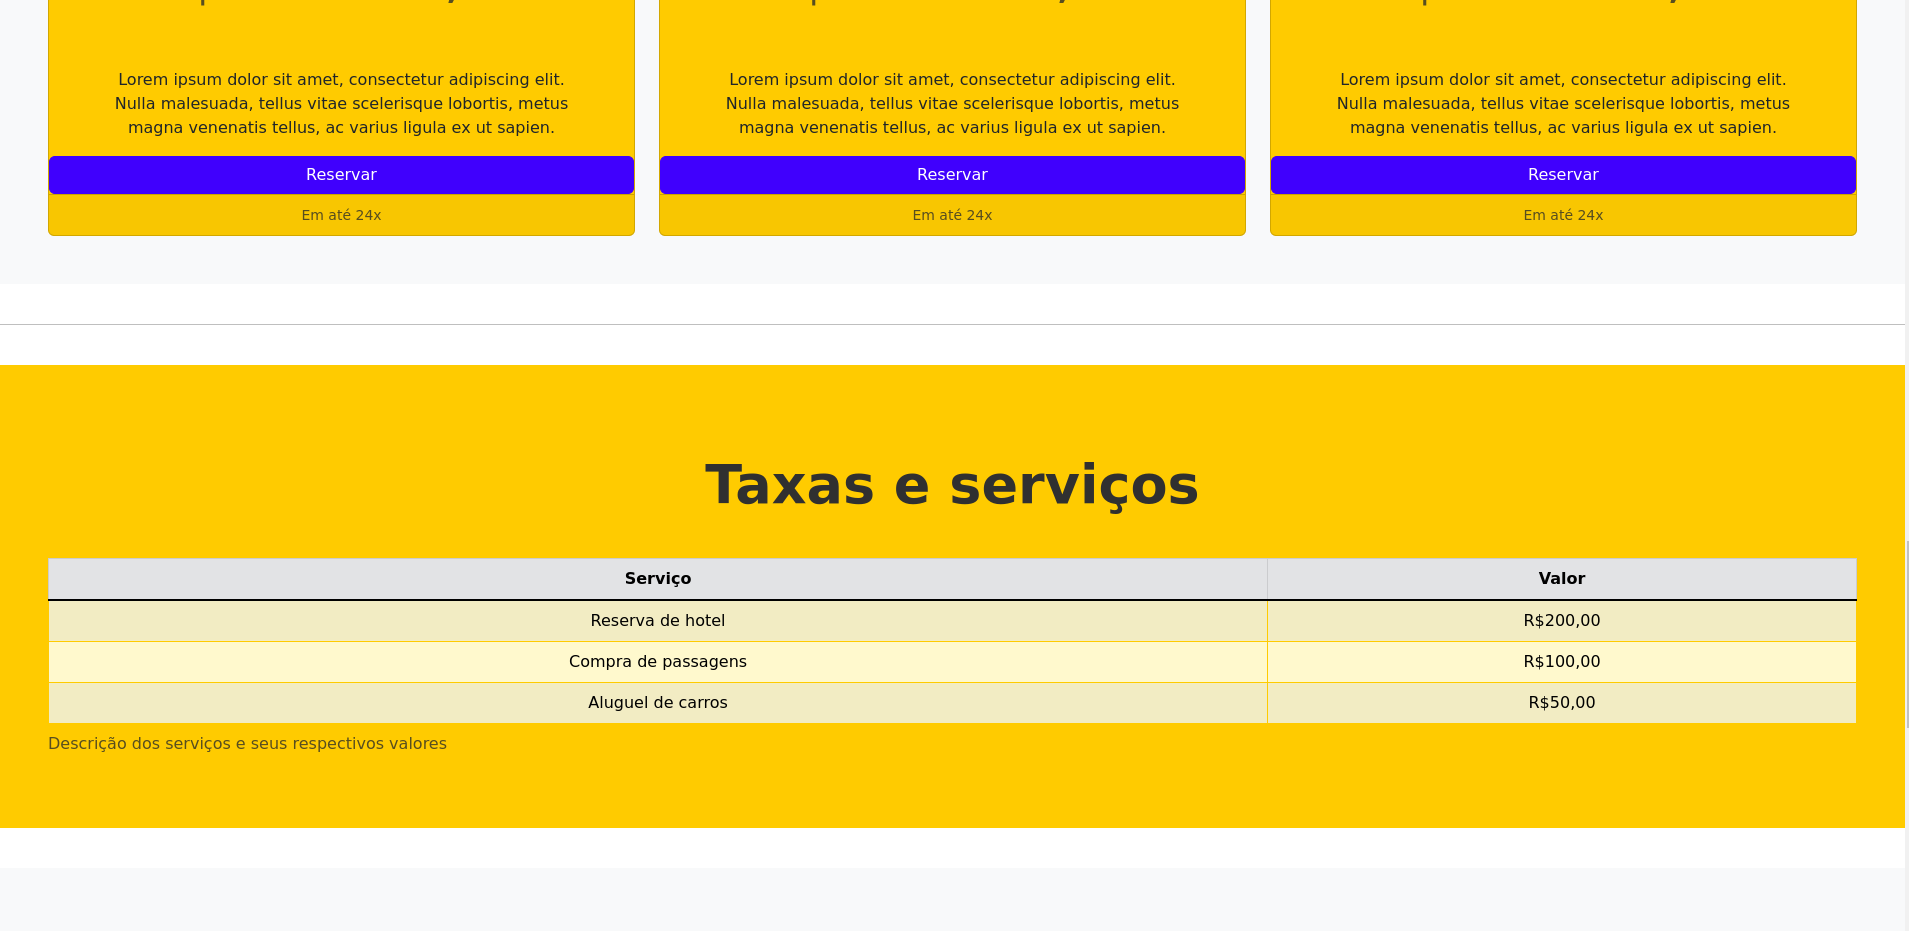 Lorem ipsum dolor sit amet, consectetur adipiscing elit.
Nulla malesuada, tellus vitae scelerisque lobortis, metus
magna venenatis tellus, ac varius ligula ex ut sapien.
Reservar
Em até 24x
Lorem ipsum dolor sit amet, consectetur adipiscing elit.
Nulla malesuada, tellus vitae scelerisque lobortis, metus
magna venenatis tellus, ac varius ligula ex ut sapien.
Reservar
Em até 24x
Lorem ipsum dolor sit amet, consectetur adipiscing elit.
Nulla malesuada, tellus vitae scelerisque lobortis, metus
magna venenatis tellus, ac varius ligula ex ut sapien.
Reservar
Em até 24x
Taxas e serviços
Serviço Valor
Reserva de hotel R$200,00
Compra de passagens R$100,00
Aluguel de carros R$50,00
Descrição dos serviços e seus respectivos valores